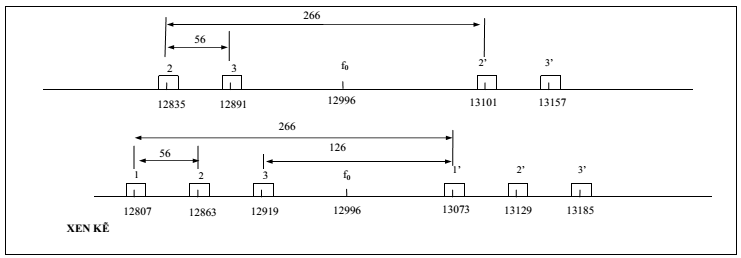 266
56
2 3 f₀ 2’ 3’
12835 12891 12996 13101 13157
266
126
56
1 2 3 f₀ 1’ 2’ 3’
12807 12863 12919 12996 13073 13129 13185
XEN KẼ